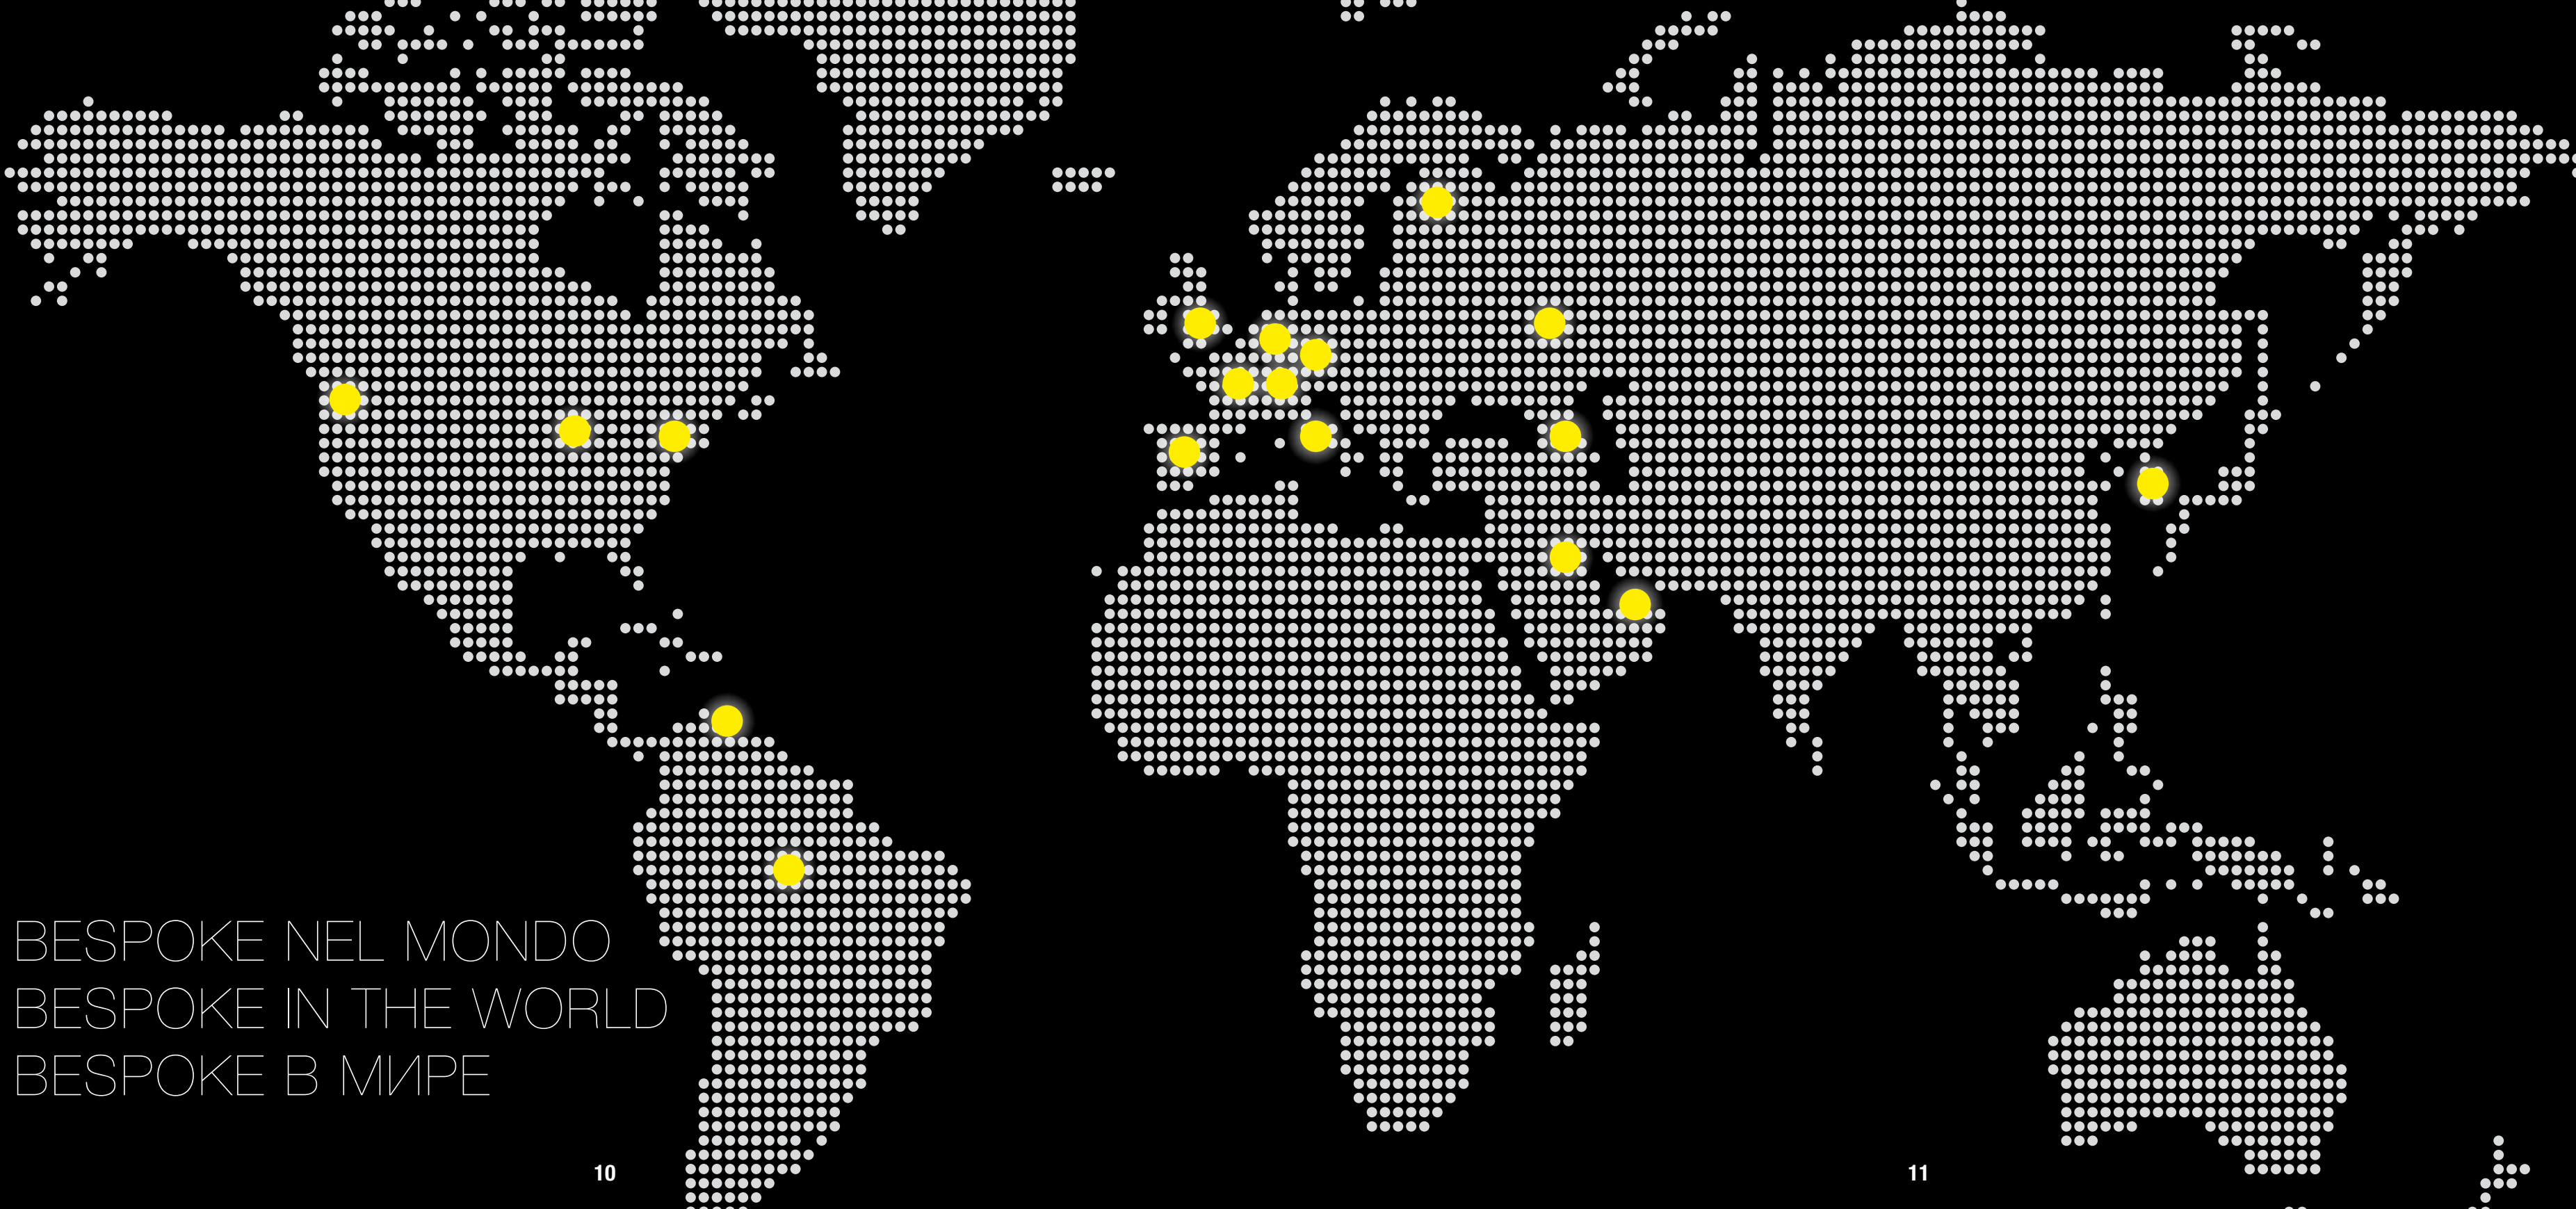 BESPOKE NEL MONDO
BESPOKE IN THE WORLD
BESPOKE В МИРЕ
10
11